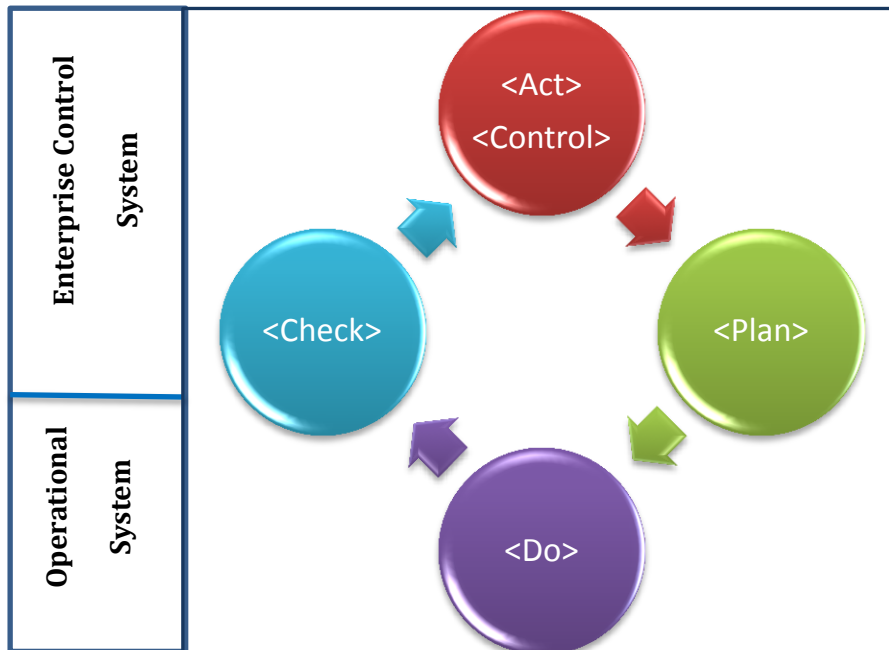 Enterprise Control
System
Operational
System
<Act>
<Control>
<Check>
<Plan>
<Do>